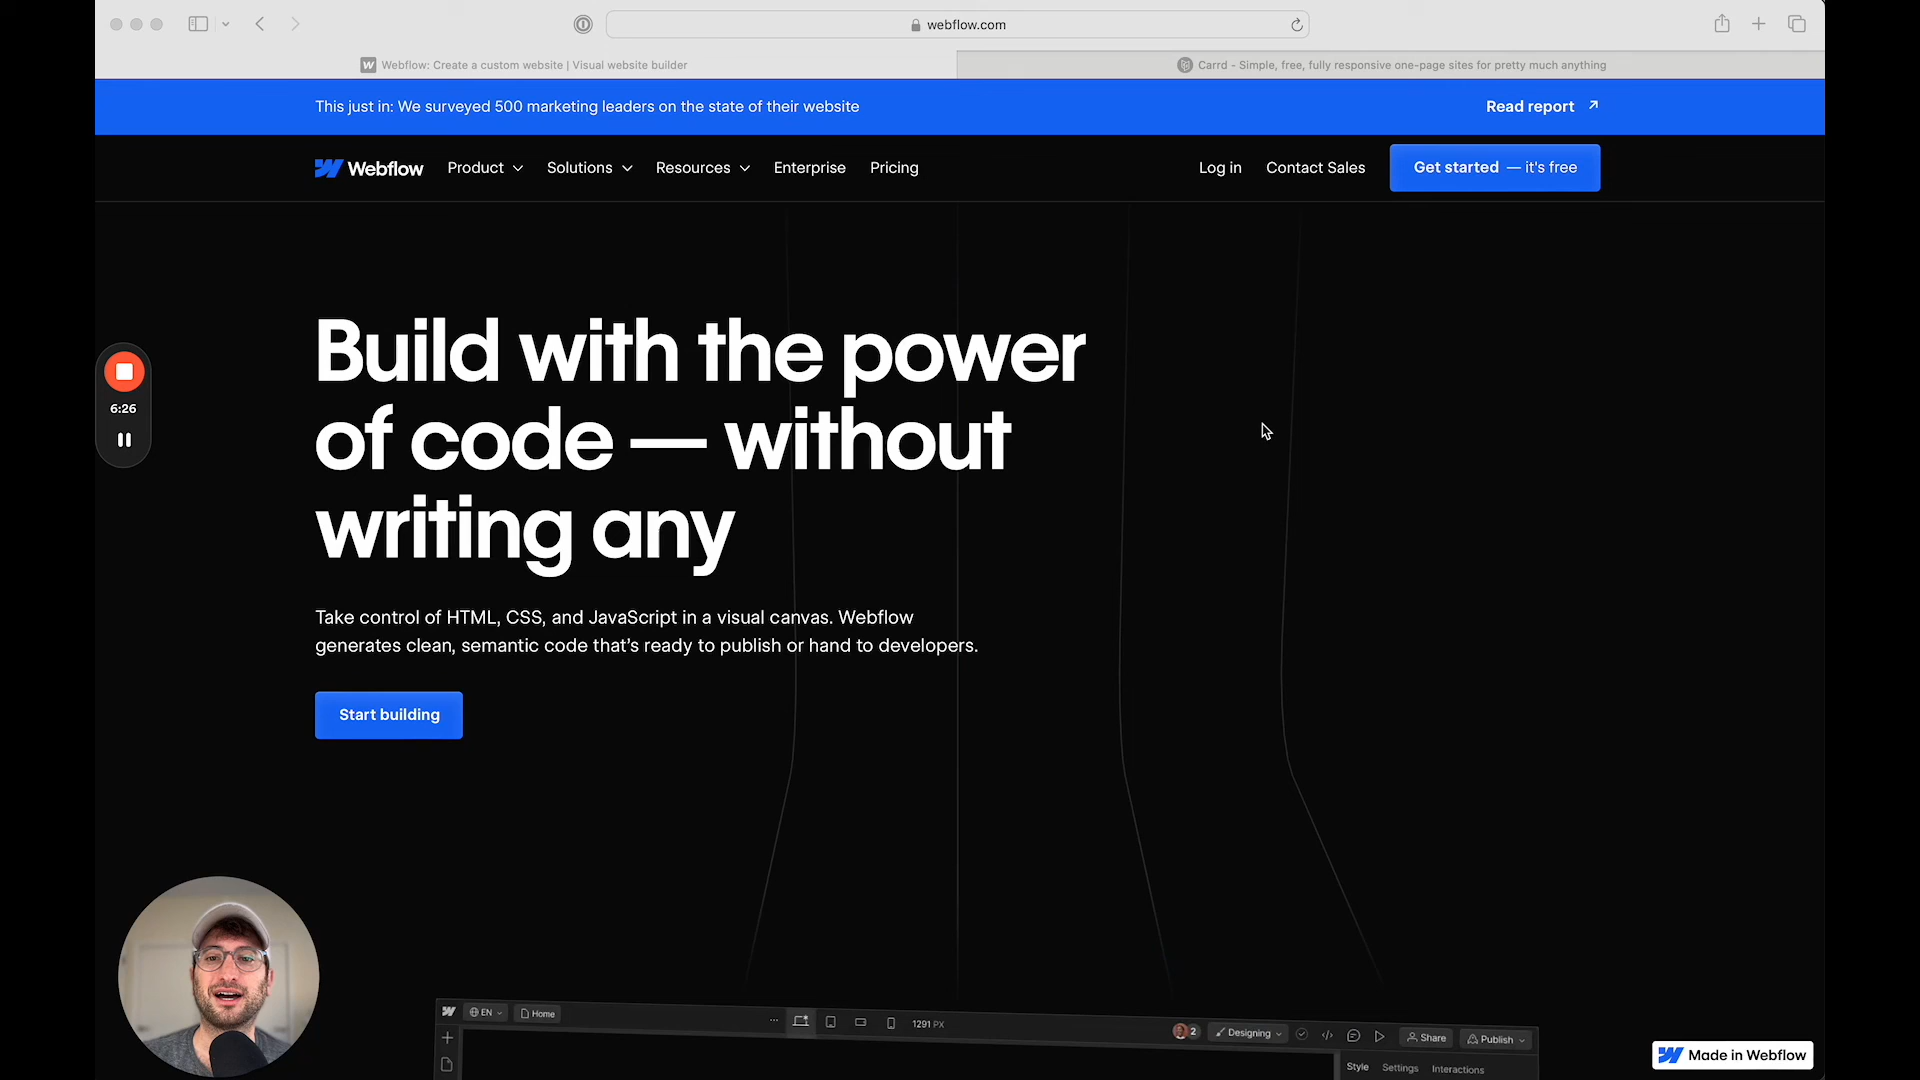 webflow.com
Webflow: Create a custom website | Visual website builder
Carrd - Simple, free, fully responsive one-page sites for pretty much anything
This just in: We surveyed 500 marketing leaders on the state of their website
Read report
Webflow
Product
Solutions
Resources
Enterprise
Pricing
Log in
Contact Sales
Get started — it's free
Build with the power
of code — without
writing any
6:26
Take control of HTML, CSS, and JavaScript in a visual canvas. Webflow
generates clean, semantic code that's ready to publish or hand to developers.
Start building
EN
Home
1291 PX
2
Designing
Share
Publish
Style
Settings
Interactions
Made in Webflow